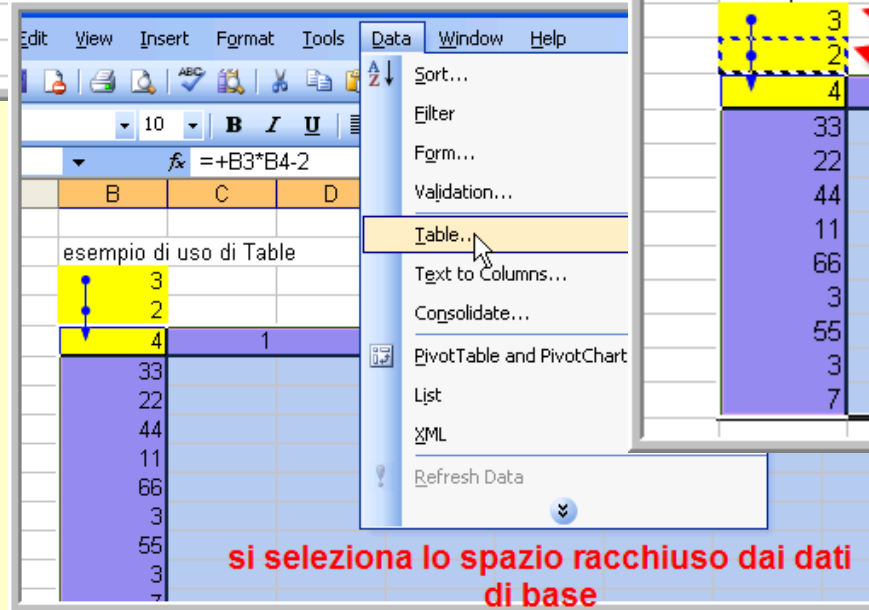 Edit View Insert Format Tools Data Window Help
ABC
10 B I U
fx =+B3*B4-2
B C D
esempio di uso di Table
3
2
4 1
33
22
44
11
66
3
55
3
7
A
Z
Sort...
Filter
Form...
Validation...
Table...
Text to Columns...
Consolidate...
PivotTable and PivotChart
List
XML
Refresh Data
3
2
4
33
22
44
11
66
3
55
3
7
si seleziona lo spazio racchiuso dai dati
di base